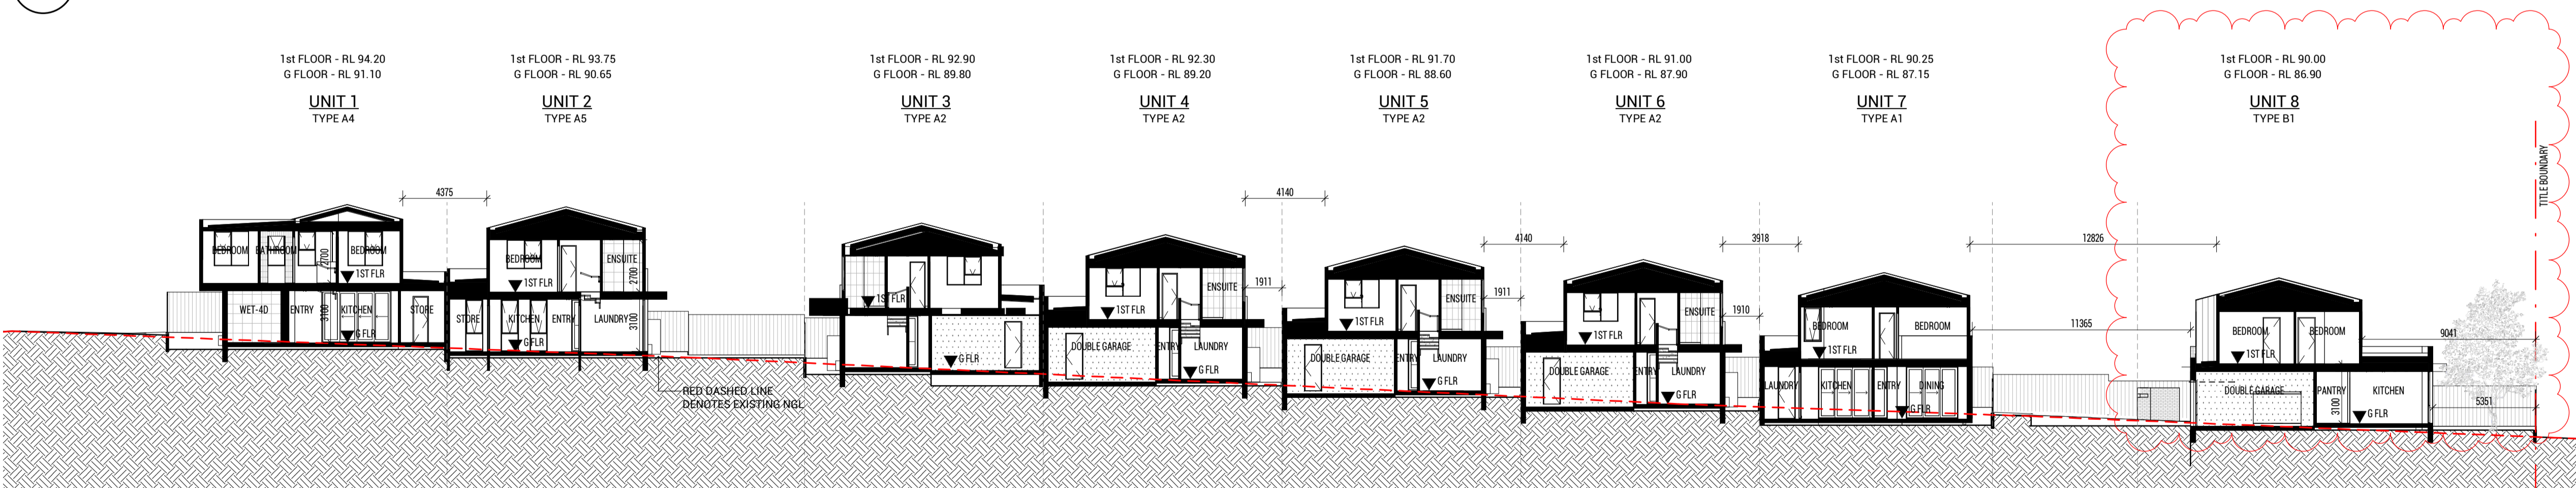 1st FLOOR - RL 94.20
G FLOOR - RL 91.10
UNIT 1
TYPE A4
1st FLOOR - RL 93.75
G FLOOR - RL 90.65
UNIT 2
TYPE A5
1st FLOOR - RL 92.90
G FLOOR - RL 89.80
UNIT 3
TYPE A2
1st FLOOR - RL 92.30
G FLOOR - RL 89.20
UNIT 4
TYPE A2
1st FLOOR - RL 91.70
G FLOOR - RL 88.60
UNIT 5
TYPE A2
1st FLOOR - RL 91.00
G FLOOR - RL 87.90
UNIT 6
TYPE A2
1st FLOOR - RL 90.25
G FLOOR - RL 87.15
UNIT 7
TYPE A1
1st FLOOR - RL 90.00
G FLOOR - RL 86.90
UNIT 8
TYPE B1
TITLE BOUNDARY
4375
4140
4140
3918
12826
BEDROOM
BATHROOM
BEDROOM
2700
1ST FLR
WET-4D
ENTRY
3100
KITCHEN
STORE
G FLR
BEDROOM
ENSUITE
2700
1ST FLR
STORE
KITCHEN
ENTRY
LAUNDRY
3100
G FLR
RED DASHED LINE
DENOTES EXISTING NGL
1ST FLR
G FLR
ENSUITE
1911
1ST FLR
DOUBLE GARAGE
ENTRY
LAUNDRY
G FLR
ENSUITE
1911
1ST FLR
DOUBLE GARAGE
ENTRY
LAUNDRY
G FLR
ENSUITE
1910
1ST FLR
DOUBLE GARAGE
ENTRY
LAUNDRY
G FLR
BEDROOM
BEDROOM
1ST FLR
LAUNDRY
KITCHEN
ENTRY
DINING
G FLR
11365
BEDROOM
BEDROOM
9041
1ST FLR
DOUBLE GARAGE
PANTRY
KITCHEN
3100
5351
G FLR